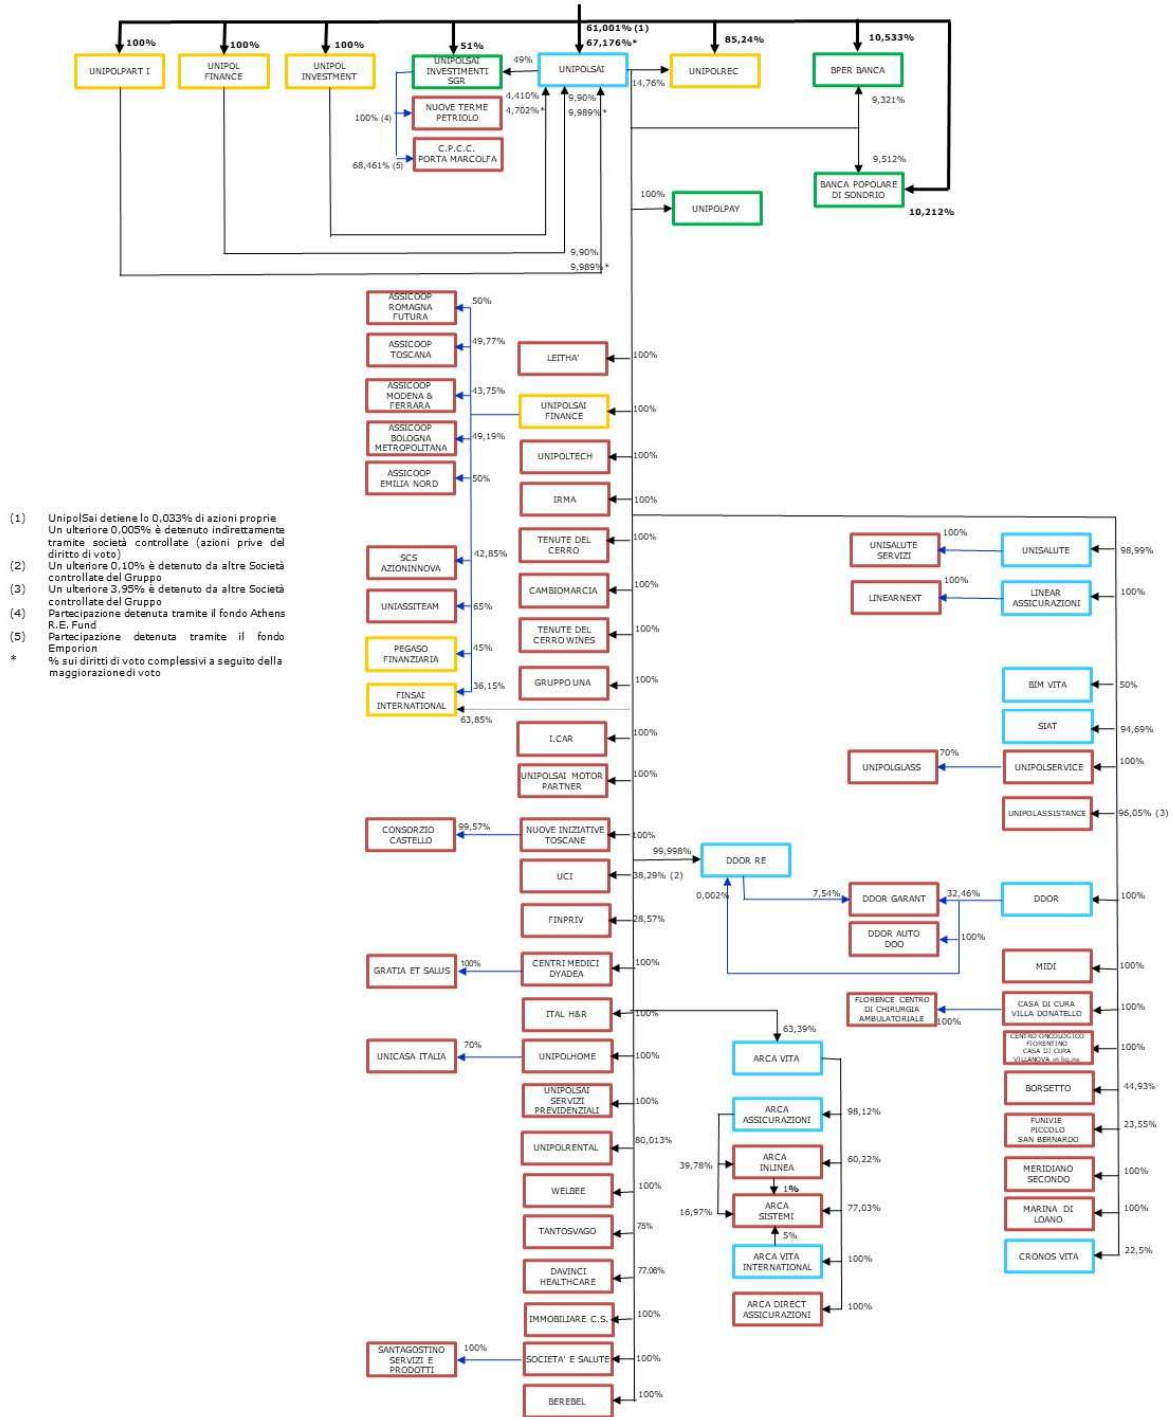 61,001% (1)
100%
100%
100%
51%
67,176%*
85,24%
10,533%
UNIPOLPART I
UNIPOL
FINANCE
UNIPOL
INVESTMENT
UNIPOLSAI
INVESTIMENTI
SGR
49%
UNIPOLSAI
14,76%
UNIPOLREC
BPER BANCA
4,410%
4,702%*
9,90%
9,989%*
9,321%
100% (4)
NUOVE TERME
PETRIOLO
68,461% (5)
C.P.C.C.
PORTA MARCOLFA
9,512%
BANCA POPOLARE
DI SONDRIO
10,212%
100%
UNIPOLPAY
9,90%
9,989%*
ASSICOOP
ROMAGNA
FUTURA
50%
ASSICOOP
TOSCANA
49,77%
LEITHA'
100%
ASSICOOP
MODENA &
FERRARA
43,75%
UNIPOLSAI
FINANCE
100%
ASSICOOP
BOLOGNA
METROPOLITANA
49,19%
UNIPOLTECH
100%
ASSICOOP
EMILIA NORD
50%
IRMA
100%
(1) UnipolSai detiene lo 0,033% di azioni proprie
Un ulteriore 0,005% è detenuto indirettamente
tramite società controllate (azioni prive del
diritto di voto)
(2) Un ulteriore 0,10% è detenuto da altre Società
controllate del Gruppo
(3) Un ulteriore 3,95% è detenuto da altre Società
controllate del Gruppo
(4) Partecipazione detenuta tramite il fondo Athens
R.E. Fund
(5) Partecipazione detenuta tramite il fondo
Emporion
* % sui diritti di voto complessivi a seguito della
maggiorazione di voto
TENUTE DEL
CERRO
100%
UNISALUTE
SERVIZI
100%
UNISALUTE
98,99%
SCS
AZIONINNOVA
42,85%
CAMBIOMARCIA
100%
LINEARNEXT
100%
LINEAR
ASSICURAZIONI
100%
UNIASSITEAM
65%
TENUTE DEL
CERRO WINES
100%
PEGASO
FINANZIARIA
45%
GRUPPO UNA
100%
BIM VITA
50%
FINSAI
INTERNATIONAL
36,15%
63,85%
SIAT
94,69%
I.CAR
100%
UNIPOLGLASS
70%
UNIPOLSERVICE
100%
UNIPOLSAI MOTOR
PARTNER
100%
UNIPOLASSISTANCE
96,05% (3)
CONSORZIO
CASTELLO
99,57%
NUOVE INIZIATIVE
TOSCANE
100%
99,998%
DDOR RE
UCI
38,29% (2)
0,002%
7,54%
DDOR GARANT
32,46%
DDOR
100%
FINPRIV
28,57%
DDOR AUTO
DOO
100%
GRATIA ET SALUS
100%
CENTRI MEDICI
DYADEA
100%
MIDI
100%
ITAL H&R
100%
FLORENCE CENTRO
DI CHIRURGIA
AMBULATORIALE
100%
CASA DI CURA
VILLA DONATELLO
100%
63,39%
UNICASA ITALIA
70%
UNIPOLHOME
100%
ARCA VITA
CENTRO ONCOLOGICO
FIORENTINO
CASA DI CURA
VILLANOVA in liq.ne
100%
UNIPOLSAI
SERVIZI
PREVIDENZIALI
100%
BORSETTO
44,93%
ARCA
ASSICURAZIONI
98,12%
FUNIVIE
PICCOLO
SAN BERNARDO
23,55%
UNIPOLRENTAL
80,013%
39,78%
ARCA
INLINEA
60,22%
MERIDIANO
SECONDO
100%
WELBEE
100%
1%
16,97%
ARCA
SISTEMI
77,03%
MARINA DI
LOANO
100%
TANTOSVAGO
75%
5%
ARCA VITA
INTERNATIONAL
100%
CRONOS VITA
22,5%
DAVINCI
HEALTHCARE
77.06%
ARCA DIRECT
ASSICURAZIONI
100%
IMMOBILIARE C.S.
100%
SANTAGOSTINO
SERVIZI E
PRODOTTI
100%
SOCIETA' E SALUTE
100%
BEREBEL
100%